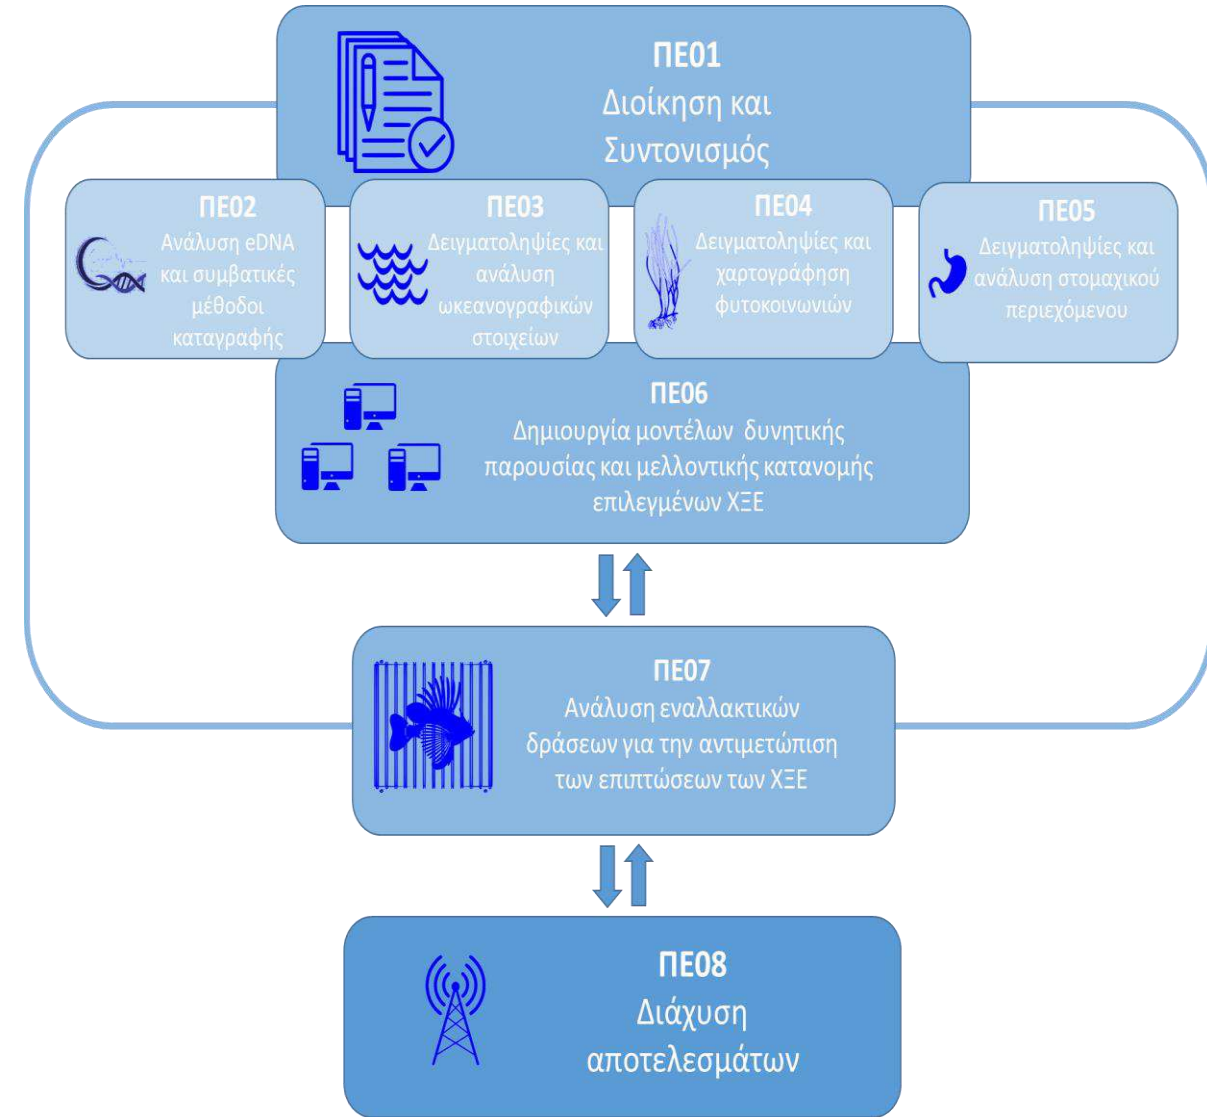 ΠΕ01
Διοίκηση και
Συντονισμός
ΠΕ02
Ανάλυση eDNA
και συμβατικές
μέθοδοι
καταγραφής
ΠΕ03
Δειγματοληψίες και
ανάλυση
ωκεανογραφικών
στοιχείων
ΠΕ04
Δειγματοληψίες και
χαρτογράφηση
φυτοκοινωνιών
ΠΕ05
Δειγματοληψίες και
ανάλυση στομαχικού
περιεχόμενου
ΠΕ06
Δημιουργία μοντέλων δυνητικής
παρουσίας και μελλοντικής κατανομής
επιλεγμένων ΧΞΕ
ΠΕ07
Ανάλυση εναλλακτικών
δράσεων για την αντιμετώπιση
των επιπτώσεων των ΧΞΕ
ΠΕ08
Διάχυση
αποτελεσμάτων